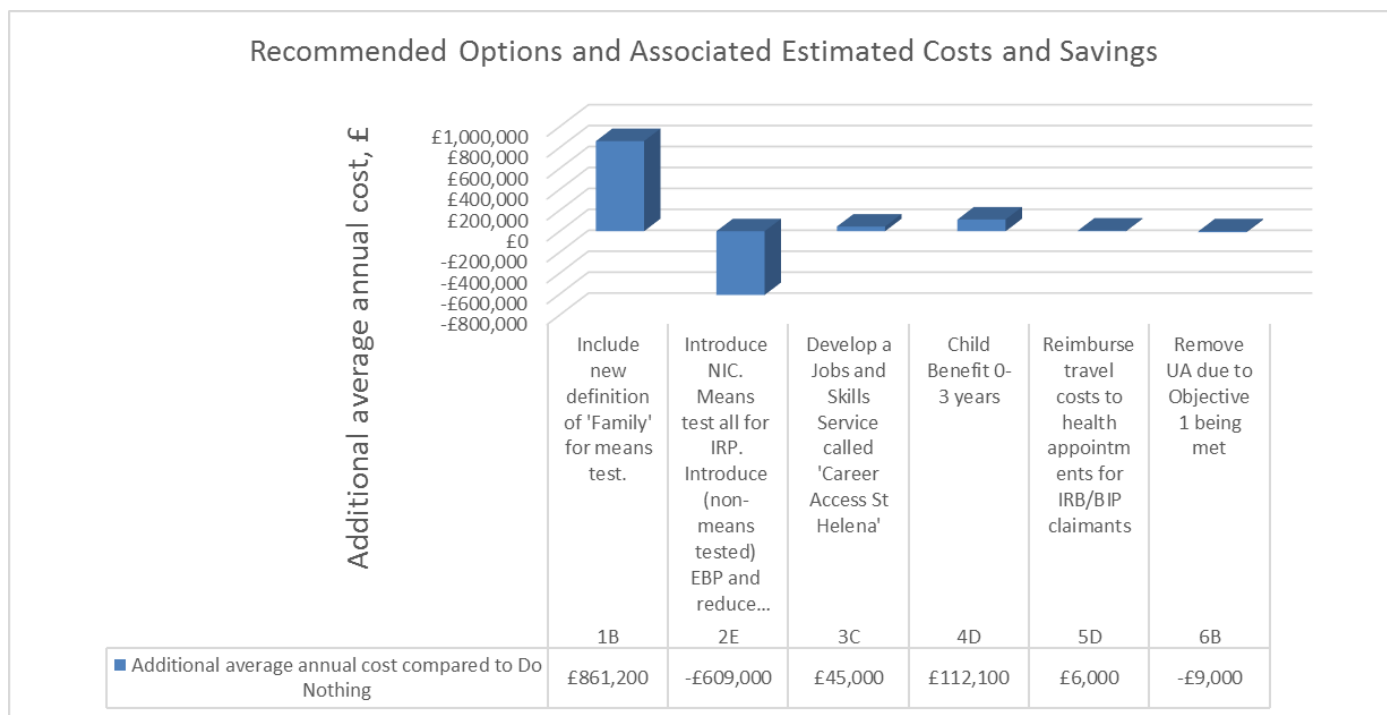 Recommended Options and Associated Estimated Costs and Savings
Additional average annual cost, £
£1,000,000
£800,000
£600,000
£400,000
£200,000
£0
-£200,000
-£400,000
-£600,000
-£800,000
Include
new
definition
of 'Family'
for means
test.
Introduce
NIC.
Means
test all for
IRP.
Introduce
(non-
means
tested)
EBP and
reduce…
Develop a
Jobs and
Skills
Service
called
'Career
Access St
Helena'
Child
Benefit 0-
3 years
Reimburse
travel
costs to
health
appointm
ents for
IRB/BIP
claimants
Remove
UA due to
Objective
1 being
met
1B 2E 3C 4D 5D 6B
Additional average annual cost compared to Do
Nothing
£861,200 -£609,000 £45,000 £112,100 £6,000 -£9,000